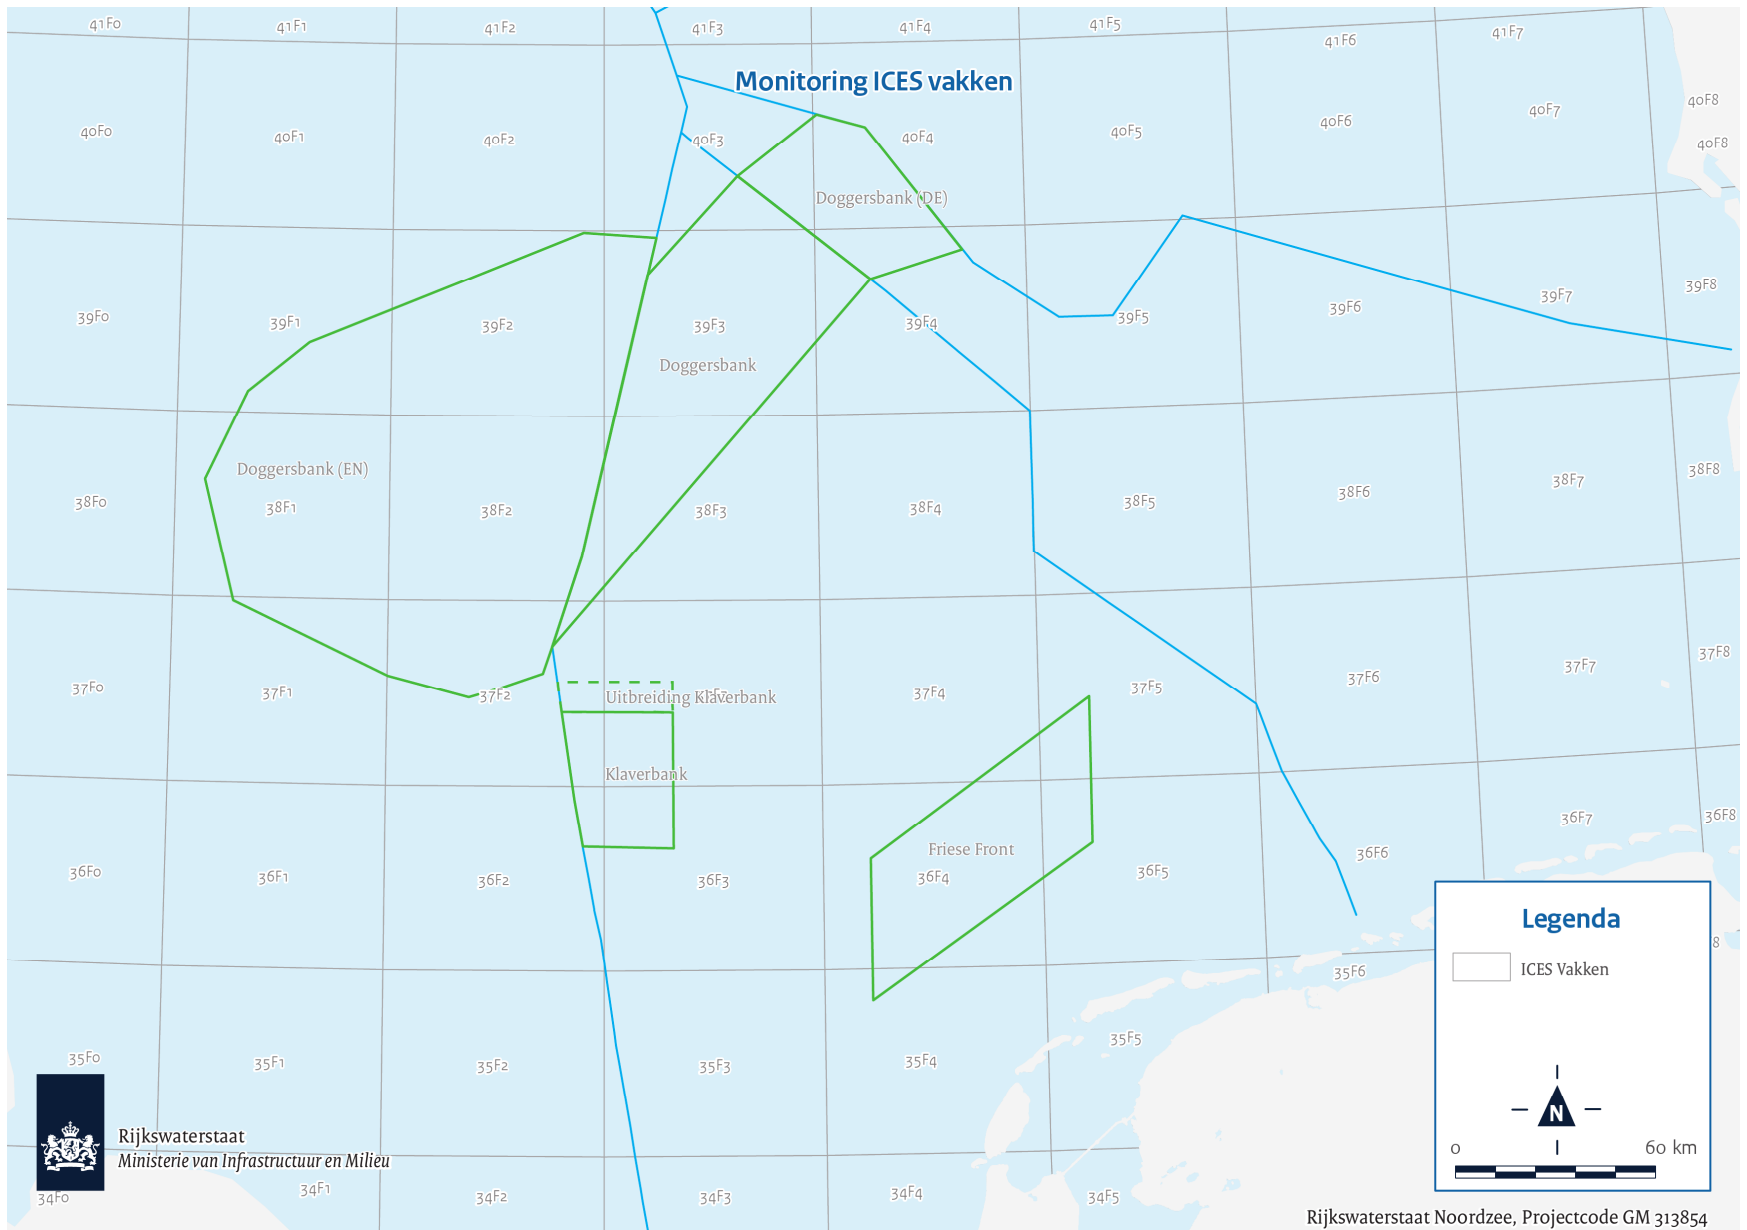 41F0 41F1 41F2 41F3 41F4 41F5 41F6 41F7
Monitoring ICES vakken
40F0 40F1 40F2 40F3 40F4 40F5 40F6 40F7 40F8
40F8
Doggersbank (DE)
39F0 39F1 39F2 39F3 39F4 39F5 39F6 39F7 39F8
Doggersbank
Doggersbank (EN)
38F0 38F1 38F2 38F3 38F4 38F5 38F6 38F7 38F8
37F0 37F1 37F2 37F4 37F5 37F6 37F7 37F8
Uitbreiding Klaverbank
Klaverbank
Friese Front
36F0 36F1 36F2 36F3 36F4 36F5 36F6 36F7 36F8
Legenda
ICES Vakken
35F0 35F1 35F2 35F3 35F4 35F5 35F6
8
N
0 60 km
Rijkswaterstaat
Ministerie van Infrastructuur en Milieu
34F0 34F1 34F2 34F3 34F4 34F5
Rijkswaterstaat Noordzee, Projectcode GM 313854